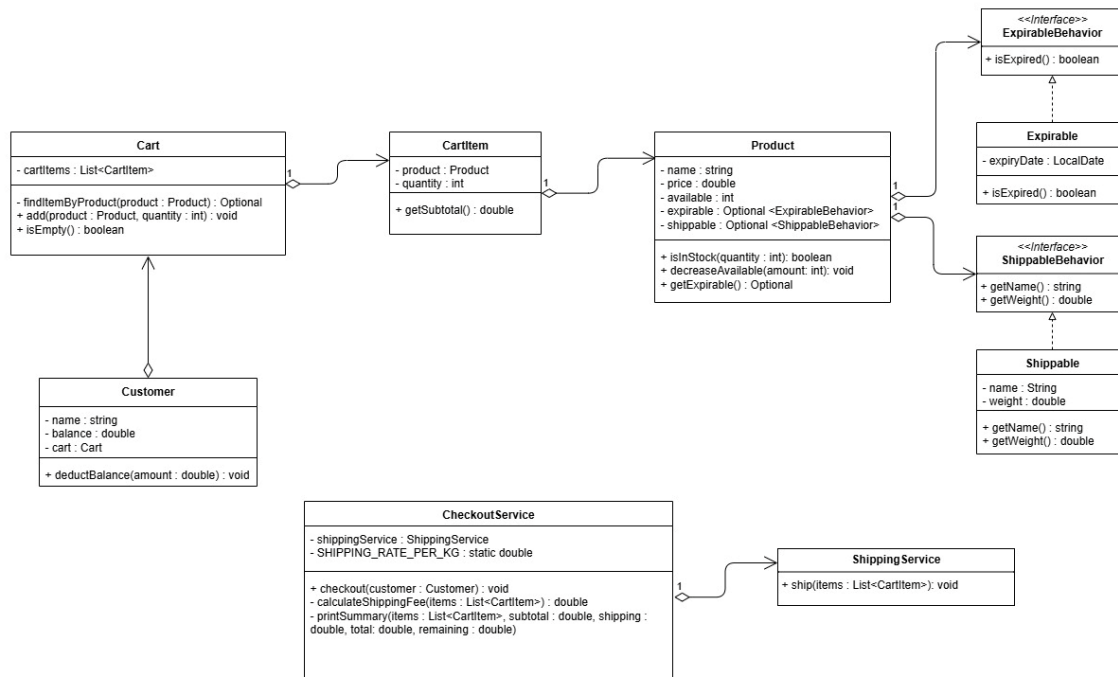 <<Interface>>
ExpirableBehavior
+ isExpired() : boolean
Expirable
- expiryDate : LocalDate
+ isExpired() : boolean
Cart
- cartItems : List<CartItem>
- findItemByProduct(product : Product) : Optional
+ add(product : Product, quantity : int) : void
+ isEmpty() : boolean
1
CartItem
- product : Product
- quantity : int
+ getSubtotal() : double
1
Product
- name : string
- price : double
- available : int
- expirable : Optional <ExpirableBehavior>
- shippable : Optional <ShippableBehavior>
+ isInStock(quantity : int): boolean
+ decreaseAvailable(amount: int): void
+ getExpirable() : Optional
1
1
<<Interface>>
ShippableBehavior
+ getName() : string
+ getWeight() : double
Shippable
- name : String
- weight : double
+ getName() : string
+ getWeight() : double
Customer
- name : string
- balance : double
- cart : Cart
+ deductBalance(amount : double) : void
CheckoutService
- shippingService : ShippingService
- SHIPPING_RATE_PER_KG : static double
+ checkout(customer : Customer) : void
- calculateShippingFee(items : List<CartItem>) : double
- printSummary(items : List<CartItem>, subtotal : double, shipping :
double, total: double, remaining : double)
1
ShippingService
+ ship(items : List<CartItem>): void